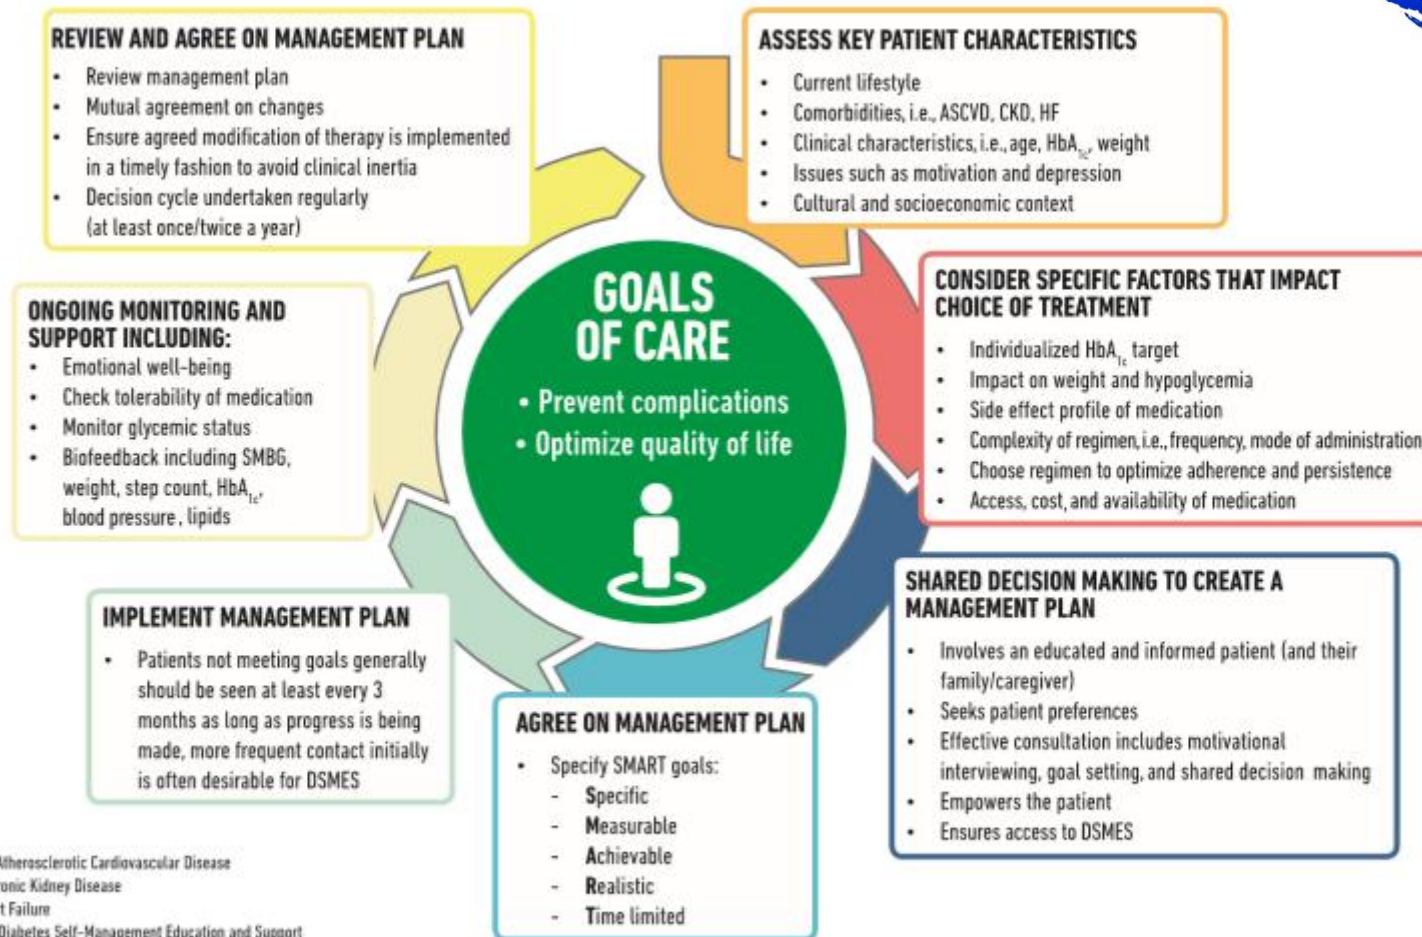 REVIEW AND AGREE ON MANAGEMENT PLAN
• Review management plan
• Mutual agreement on changes
• Ensure agreed modification of therapy is implemented
in a timely fashion to avoid clinical inertia
• Decision cycle undertaken regularly
(at least once/twice a year)
ASSESS KEY PATIENT CHARACTERISTICS
• Current lifestyle
• Comorbidities, i.e., ASCVD, CKD, HF
• Clinical characteristics, i.e., age, HbA1c, weight
• Issues such as motivation and depression
• Cultural and socioeconomic context
CONSIDER SPECIFIC FACTORS THAT IMPACT
CHOICE OF TREATMENT
• Individualized HbA1c target
• Impact on weight and hypoglycemia
• Side effect profile of medication
• Complexity of regimen, i.e., frequency, mode of administration
• Choose regimen to optimize adherence and persistence
• Access, cost, and availability of medication
SHARED DECISION MAKING TO CREATE A
MANAGEMENT PLAN
• Involves an educated and informed patient (and their
family/caregiver)
• Seeks patient preferences
• Effective consultation includes motivational
interviewing, goal setting, and shared decision making
• Empowers the patient
• Ensures access to DSMES
AGREE ON MANAGEMENT PLAN
• Specify SMART goals:
- Specific
- Measurable
- Achievable
- Realistic
- Time limited
IMPLEMENT MANAGEMENT PLAN
• Patients not meeting goals generally
should be seen at least every 3
months as long as progress is being
made, more frequent contact initially
is often desirable for DSMES
ONGOING MONITORING AND
SUPPORT INCLUDING:
• Emotional well-being
• Check tolerability of medication
• Monitor glycemic status
• Biofeedback including SMBG,
weight, step count, HbA1c,
blood pressure, lipids
GOALS
OF CARE
• Prevent complications
• Optimize quality of life
Atherosclerotic Cardiovascular Disease
onic Kidney Disease
t Failure
Diabetes Self-Management Education and Support